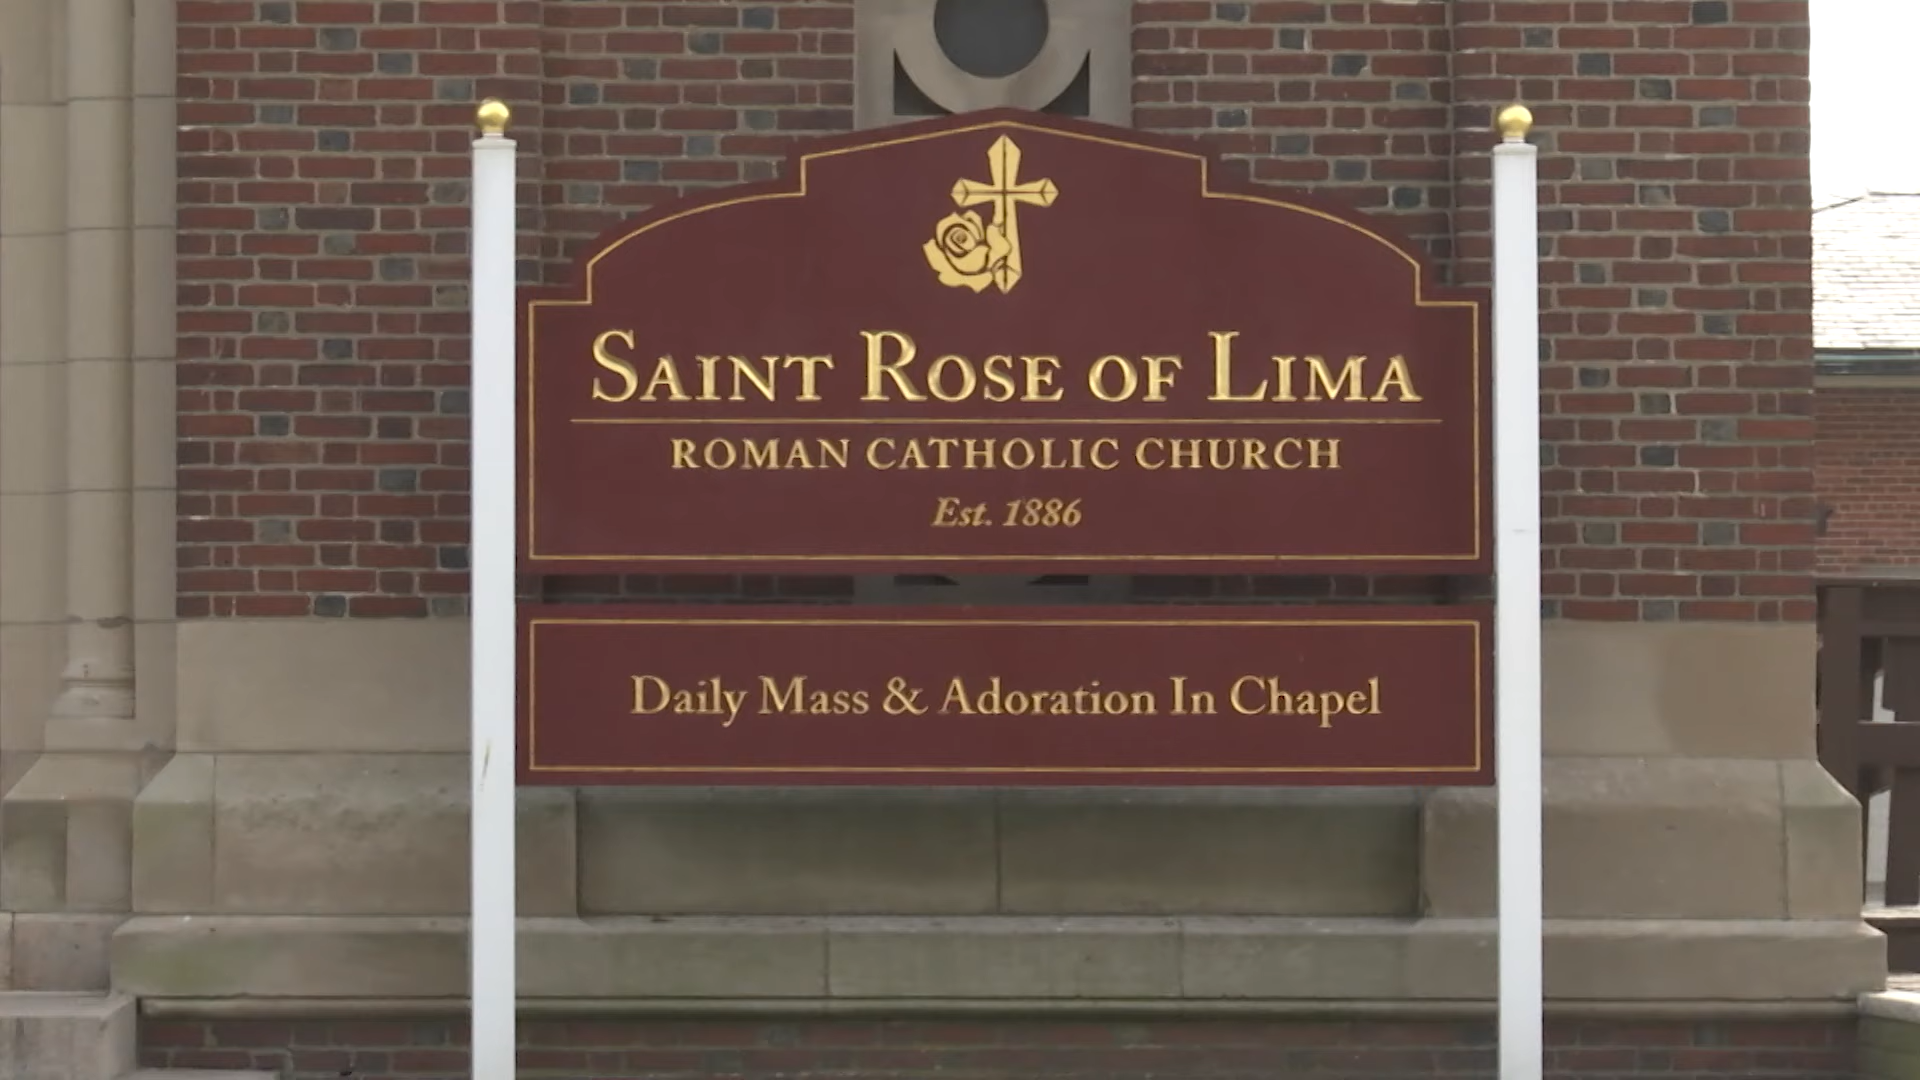 Saint Rose of Lima
ROMAN CATHOLIC CHURCH
Est. 1886
Daily Mass & Adoration In Chapel